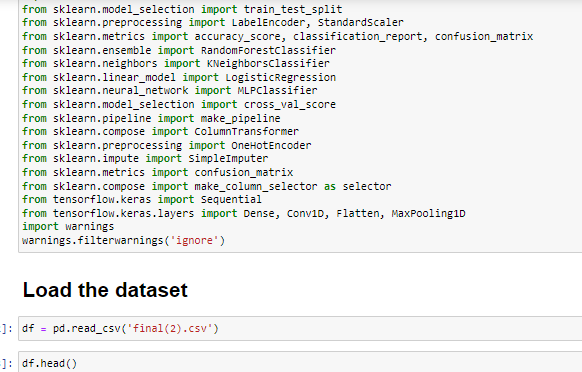 from sklearn.model_selection import train_test_split
from sklearn.preprocessing import LabelEncoder, StandardScaler
from sklearn.metrics import accuracy_score, classification_report, confusion_matrix
from sklearn.ensemble import RandomForestClassifier
from sklearn.neighbors import KNeighborsClassifier
from sklearn.linear_model import LogisticRegression
from sklearn.neural_network import MLPClassifier
from sklearn.model_selection import cross_val_score
from sklearn.pipeline import make_pipeline
from sklearn.compose import ColumnTransformer
from sklearn.preprocessing import OneHotEncoder
from sklearn.impute import SimpleImputer
from sklearn.metrics import confusion_matrix
from sklearn.compose import make_column_selector as selector
from tensorflow.keras import Sequential
from tensorflow.keras.layers import Dense, Conv1D, Flatten, MaxPooling1D
import warnings
warnings.filterwarnings('ignore')
Load the dataset
]: df = pd.read_csv('final(2).csv')
]: df.head()